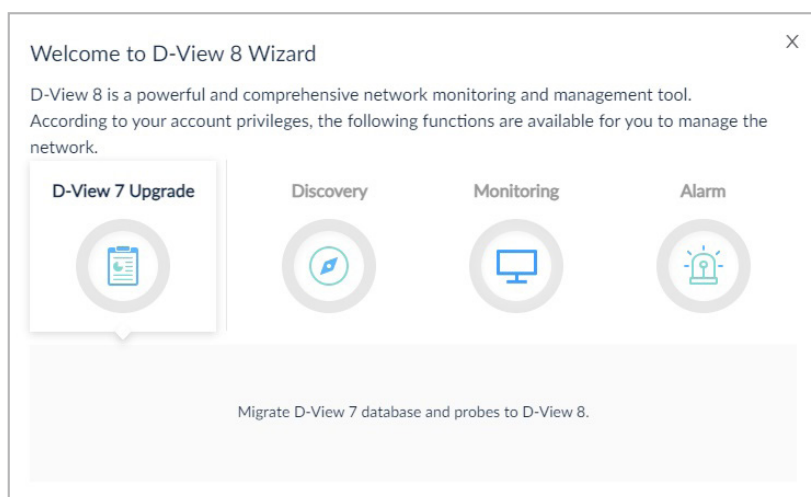 Welcome to D-View 8 Wizard
X
D-View 8 is a powerful and comprehensive network monitoring and management tool.
According to your account privileges, the following functions are available for you to manage the
network.
D-View 7 Upgrade
Discovery
Monitoring
Alarm
Migrate D-View 7 database and probes to D-View 8.